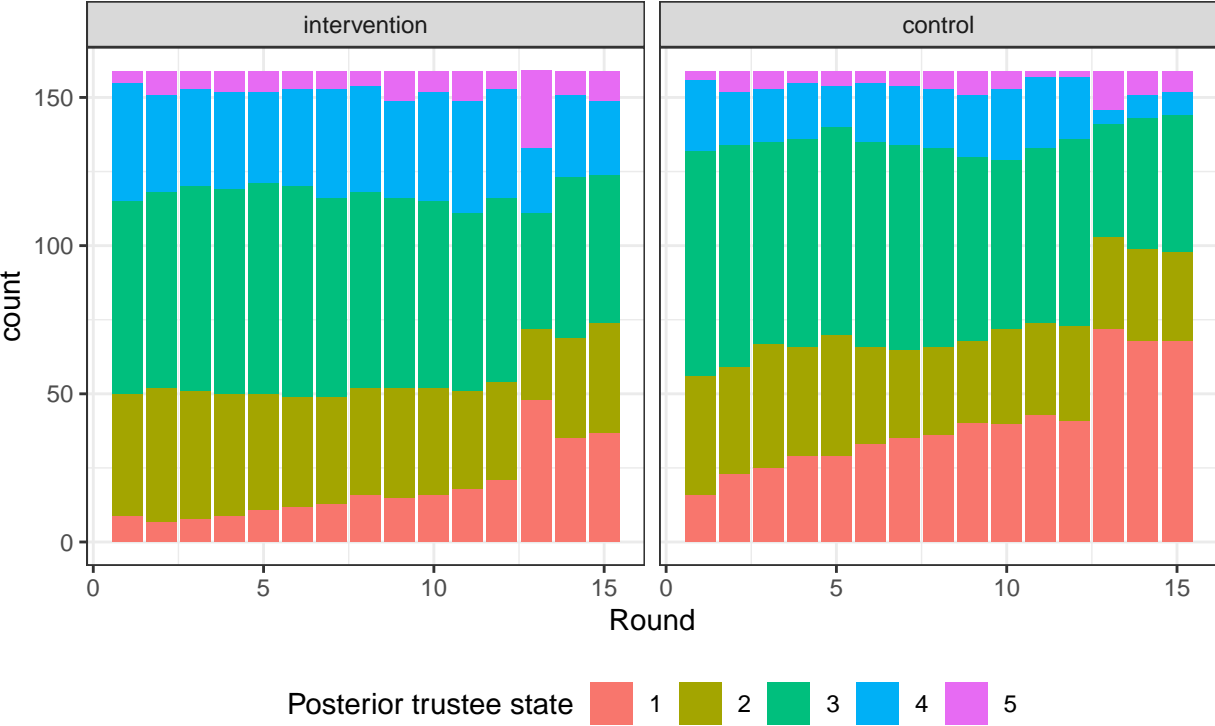 intervention control
150
100
50
0
count
0 5 10 15 0 5 10 15
Round
Posterior trustee state 1 2 3 4 5